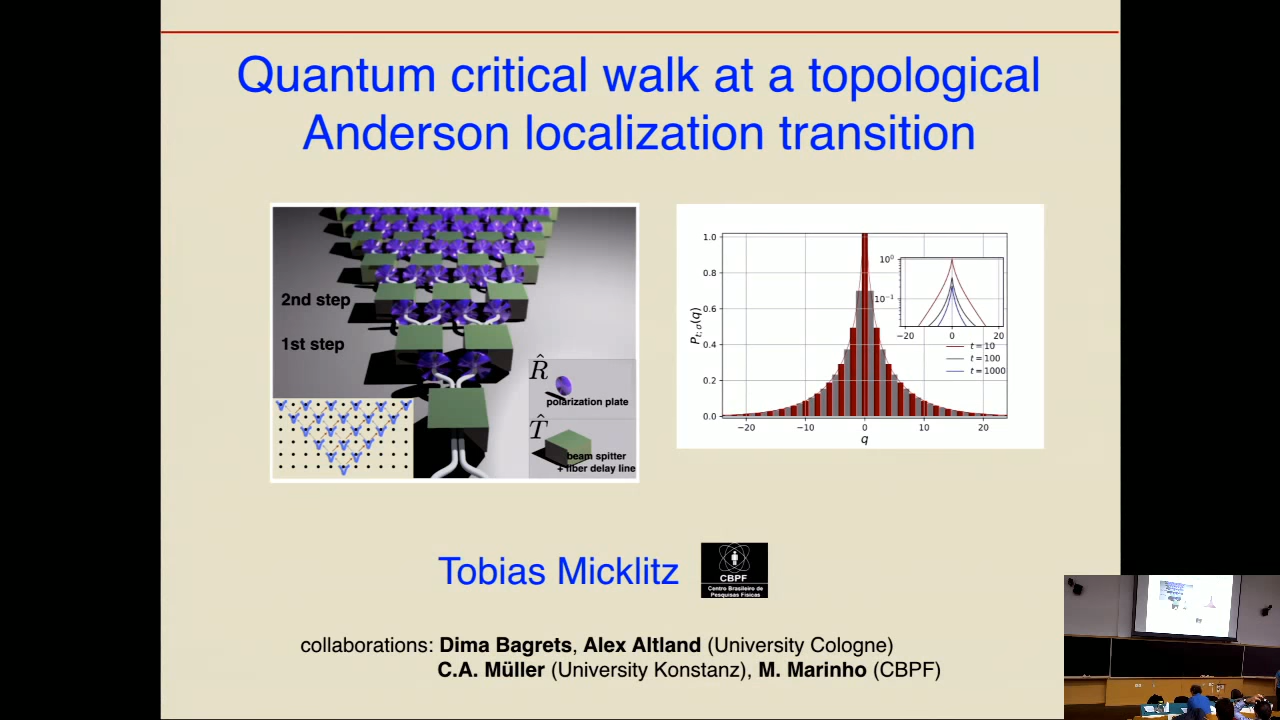 Quantum critical walk at a topological
Anderson localization transition
2nd step
1st step
R̂
polarization plate
T̂
beam spitter
+ fiber delay line
1.0
0.8
0.6
0.4
0.2
0.0
P_{t;σ}(q)
−20
−10
0
10
20
q
10⁰
10⁻¹
−20
0
20
t = 10
t = 100
t = 1000
Tobias Micklitz
CBPF
Centro Brasileiro de
Pesquisas Físicas
collaborations: Dima Bagrets, Alex Altland (University Cologne)
C.A. Müller (University Konstanz), M. Marinho (CBPF)